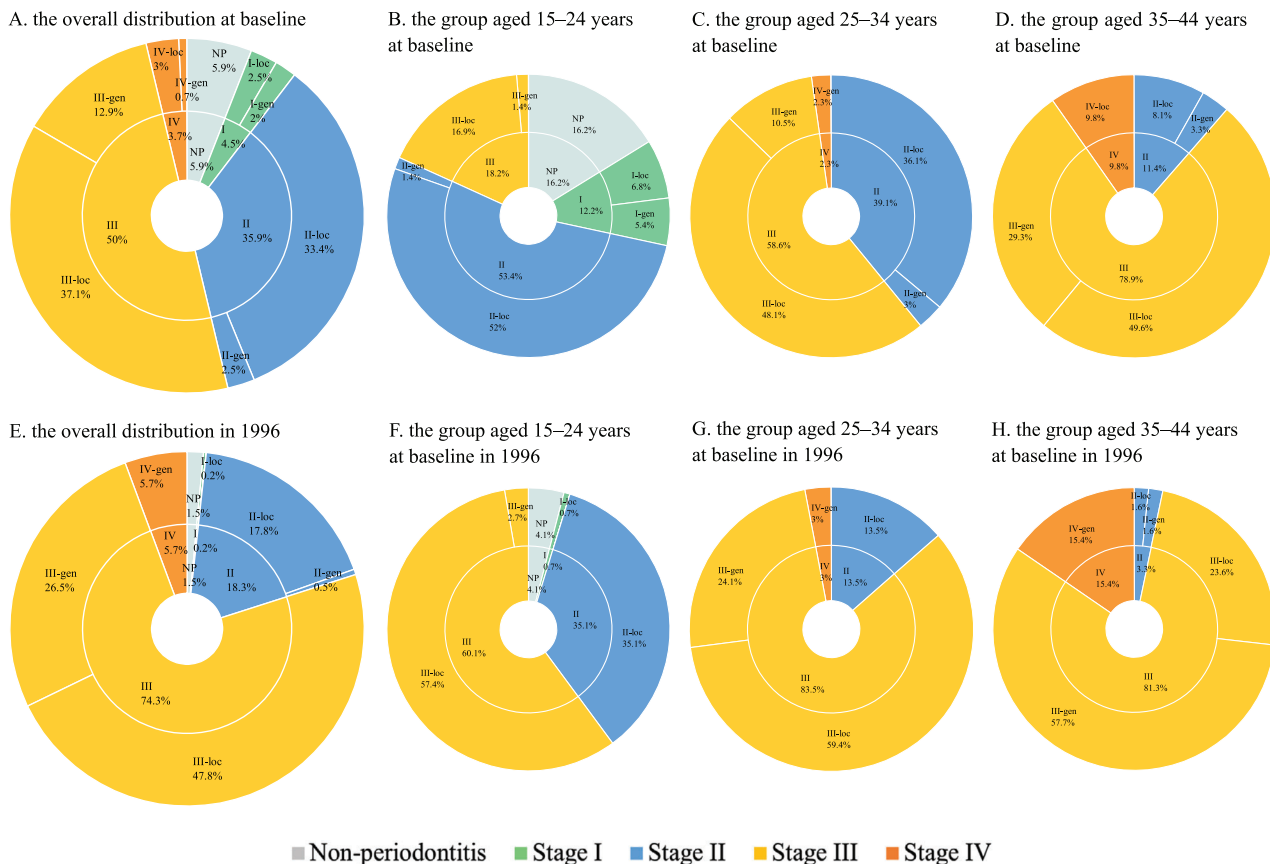 A. the overall distribution at baseline
IV-loc
3%
NP
5.9%
I-loc
2.5%
IV-gen
0.7%
I-gen
2%
III-gen
12.9%
IV
3.7%
I
4.5%
NP
5.9%
III
50%
II
35.9%
II-loc
33.4%
III-loc
37.1%
II-gen
2.5%
B. the group aged 15–24 years
at baseline
III-gen
1.4%
NP
16.2%
III-loc
16.9%
II-gen
1.4%
III
18.2%
NP
16.2%
I-loc
6.8%
I
12.2%
I-gen
5.4%
II
53.4%
II-loc
52%
C. the group aged 25–34 years
at baseline
IV-gen
2.3%
III-gen
10.5%
IV
2.3%
II-loc
36.1%
II
39.1%
III
58.6%
II-gen
3%
III-loc
48.1%
D. the group aged 35–44 years
at baseline
IV-loc
9.8%
II-loc
8.1%
II-gen
3.3%
IV
9.8%
II
11.4%
III-gen
29.3%
III
78.9%
III-loc
49.6%
E. the overall distribution in 1996
IV-gen
5.7%
I-loc
0.2%
NP
1.5%
II-loc
17.8%
IV
5.7%
I
0.2%
NP
1.5%
II
18.3%
II-gen
0.5%
III-gen
26.5%
III
74.3%
III-loc
47.8%
F. the group aged 15–24 years
at baseline in 1996
III-gen
2.7%
I-loc
0.7%
NP
4.1%
I
0.7%
NP
4.1%
II
35.1%
II-loc
35.1%
III
60.1%
III-loc
57.4%
G. the group aged 25–34 years
at baseline in 1996
IV-gen
3%
II-loc
13.5%
III-gen
24.1%
IV
3%
II
13.5%
III
83.5%
III-loc
59.4%
H. the group aged 35–44 years
at baseline in 1996
II-loc
1.6%
II-gen
1.6%
IV-gen
15.4%
II
3.3%
III-loc
23.6%
IV
15.4%
III
81.3%
III-gen
57.7%
Non-periodontitis Stage I Stage II Stage III Stage IV